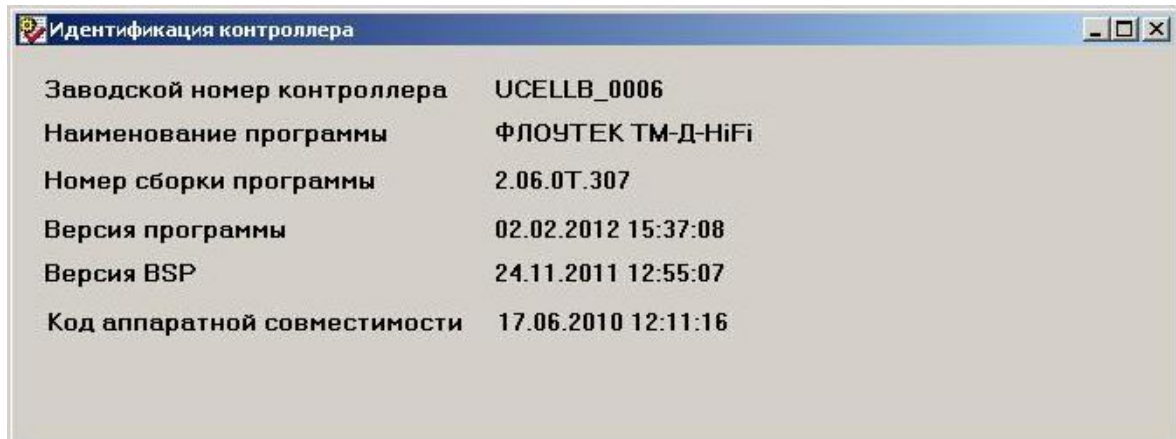 Идентификация контроллера
Заводской номер контроллера UCELLB_0006
Наименование программы ФЛОУТЕК ТМ-Д-HiFi
Номер сборки программы 2.06.0T.307
Версия программы 02.02.2012 15:37:08
Версия BSP 24.11.2011 12:55:07
Код аппаратной совместимости 17.06.2010 12:11:16